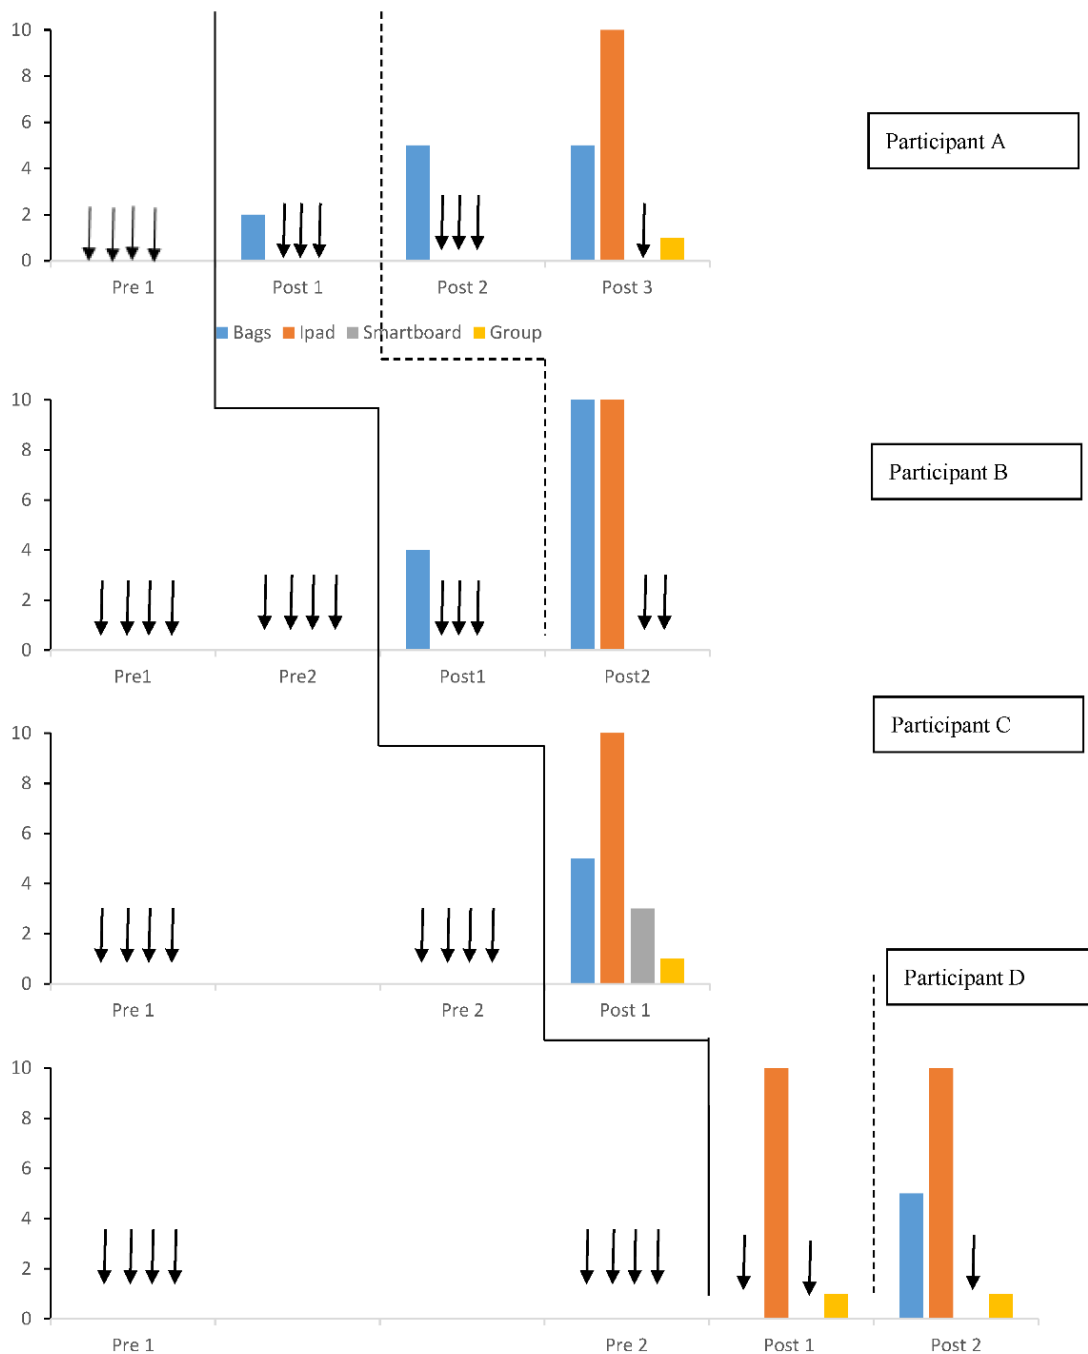 10
8
6
4
2
0
Participant A
Pre 1 Post 1 Post 2 Post 3
Bags Ipad Smartboard Group
10
8
6
4
2
0
Participant B
Pre1 Pre2 Post1 Post2
Participant C
10
8
6
4
2
0
Pre 1 Pre 2 Post 1
Participant D
10
8
6
4
2
0
Pre 1 Pre 2 Post 1 Post 2